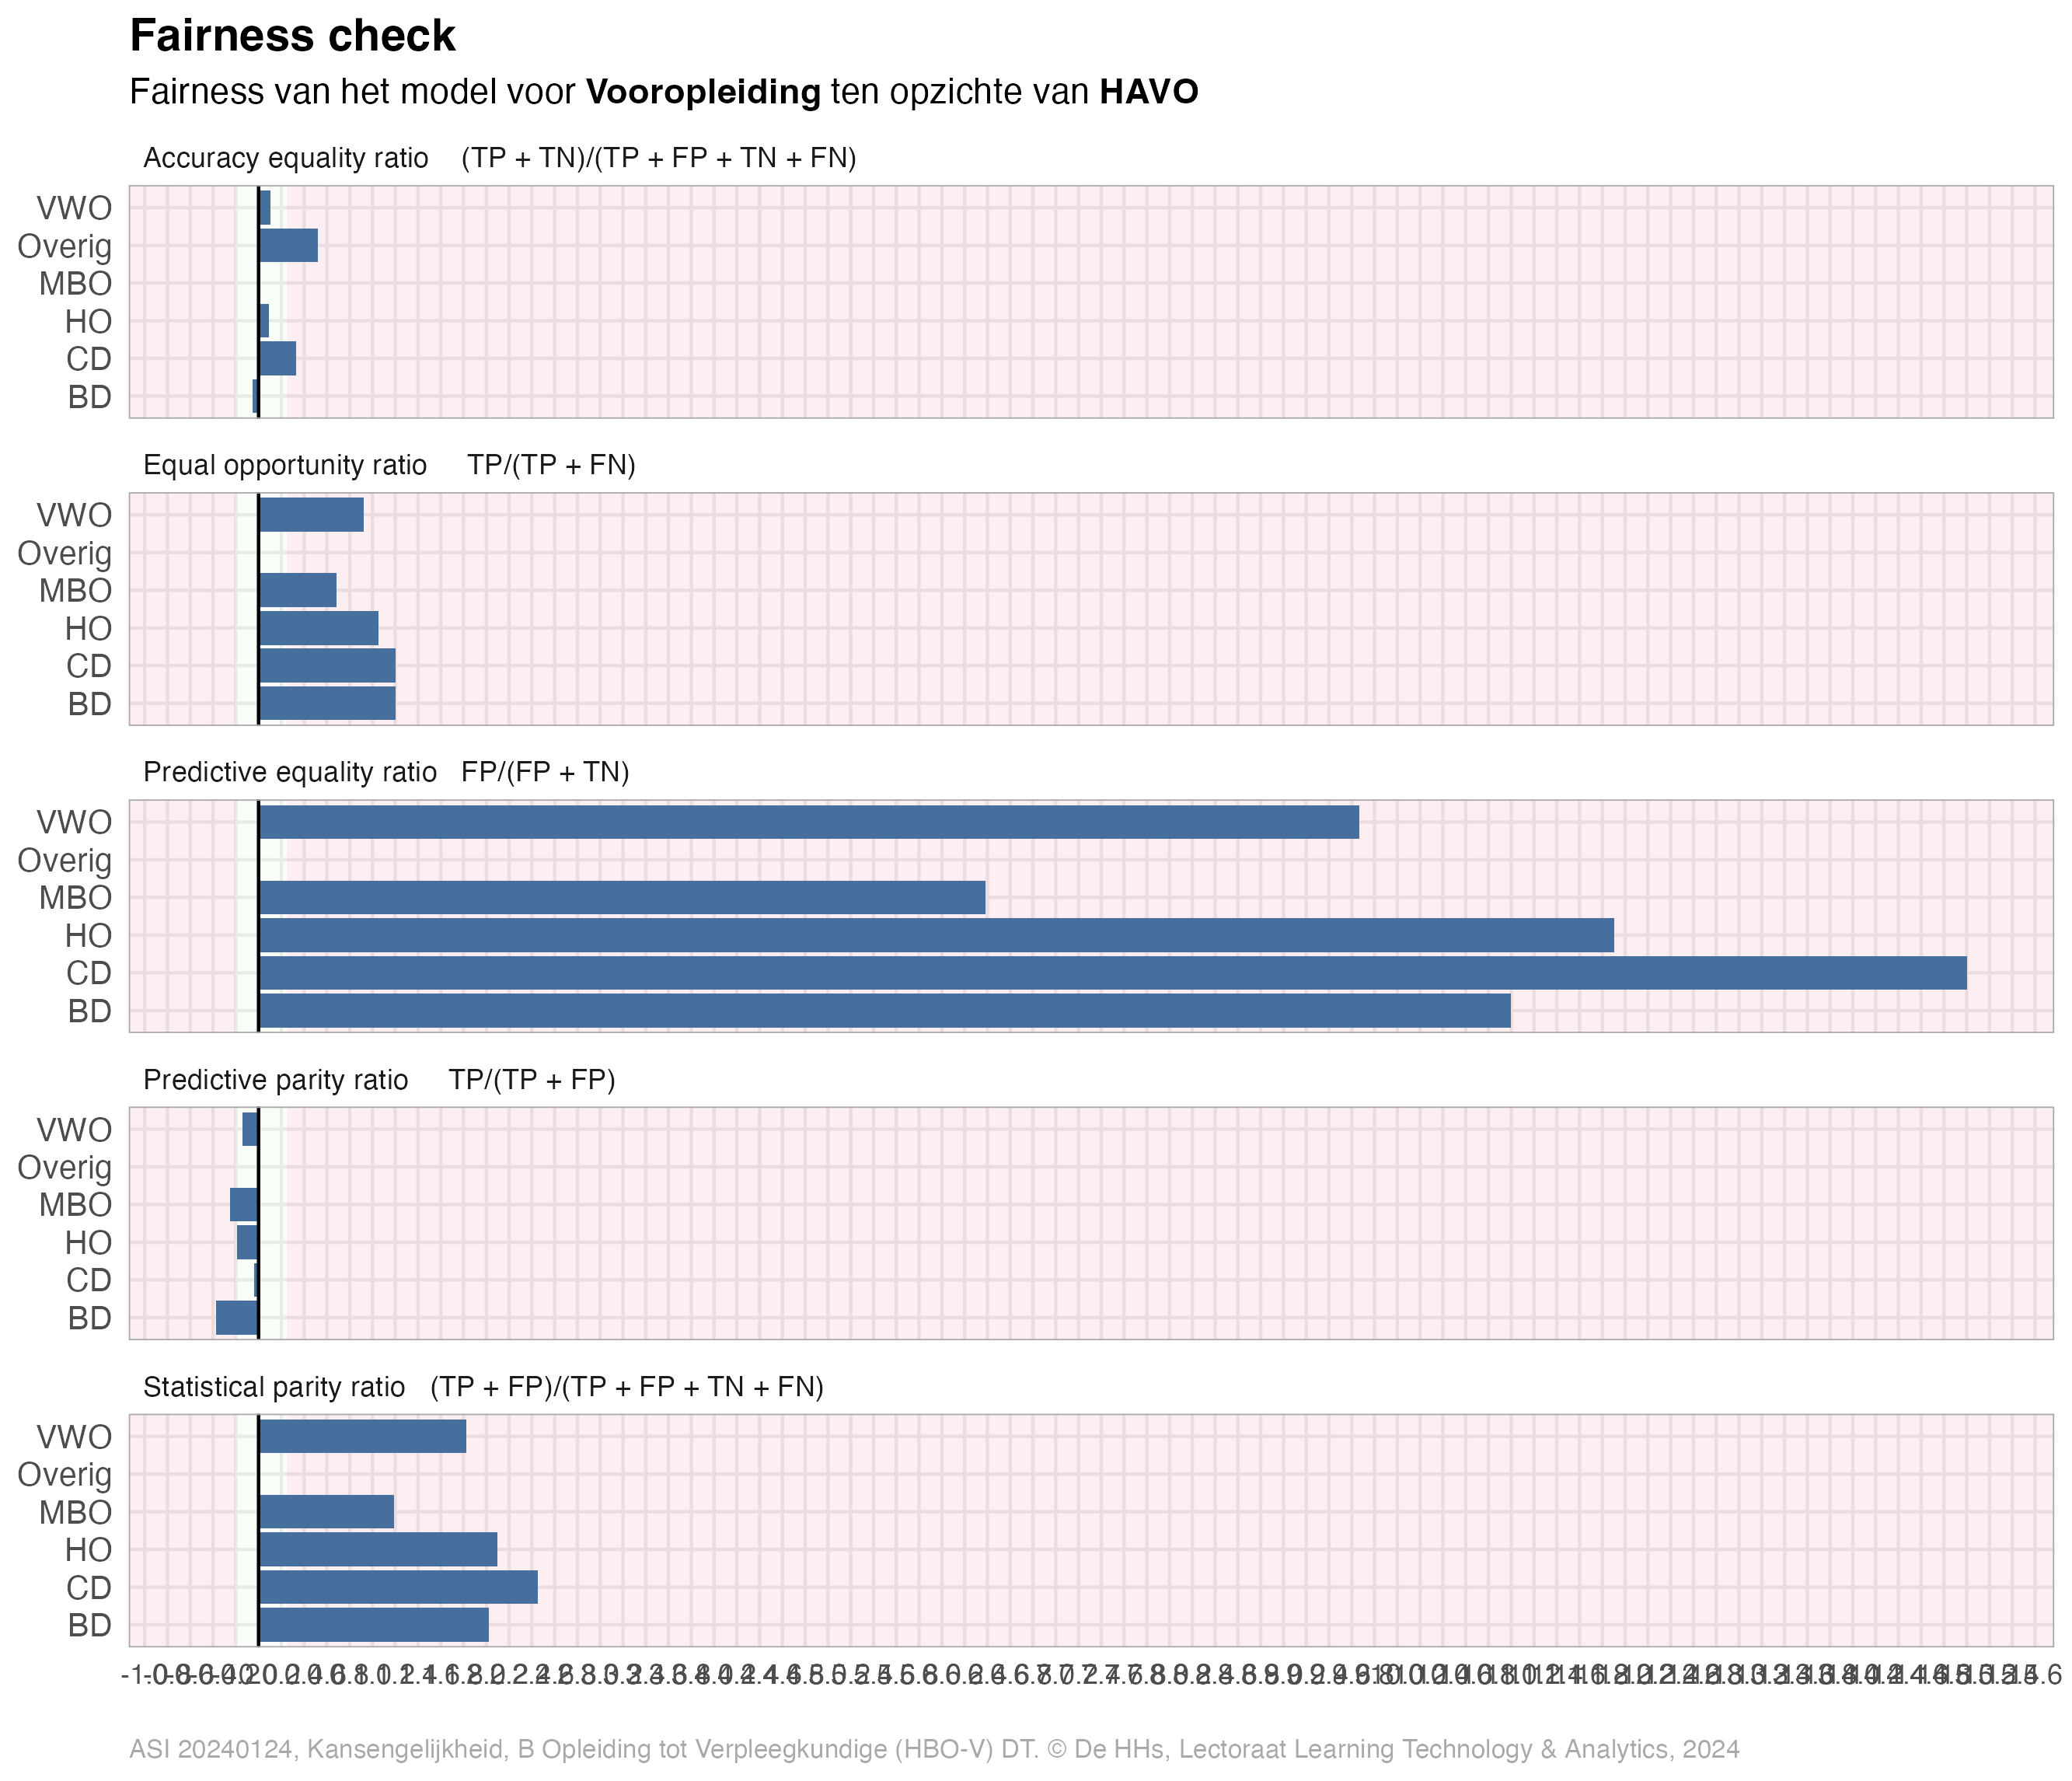 Fairness check
Fairness van het model voor Vooropleiding ten opzichte van HAVO
Accuracy equality ratio (TP + TN)/(TP + FP + TN + FN)
VWO
Overig
MBO
HO
CD
BD
Equal opportunity ratio TP/(TP + FN)
VWO
Overig
MBO
HO
CD
BD
Predictive equality ratio FP/(FP + TN)
VWO
Overig
MBO
HO
CD
BD
Predictive parity ratio TP/(TP + FP)
VWO
Overig
MBO
HO
CD
BD
Statistical parity ratio (TP + FP)/(TP + FP + TN + FN)
VWO
Overig
MBO
HO
CD
BD
ASI 20240124, Kansengelijkheid, B Opleiding tot Verpleegkundige (HBO-V) DT. © De HHs, Lectoraat Learning Technology & Analytics, 2024